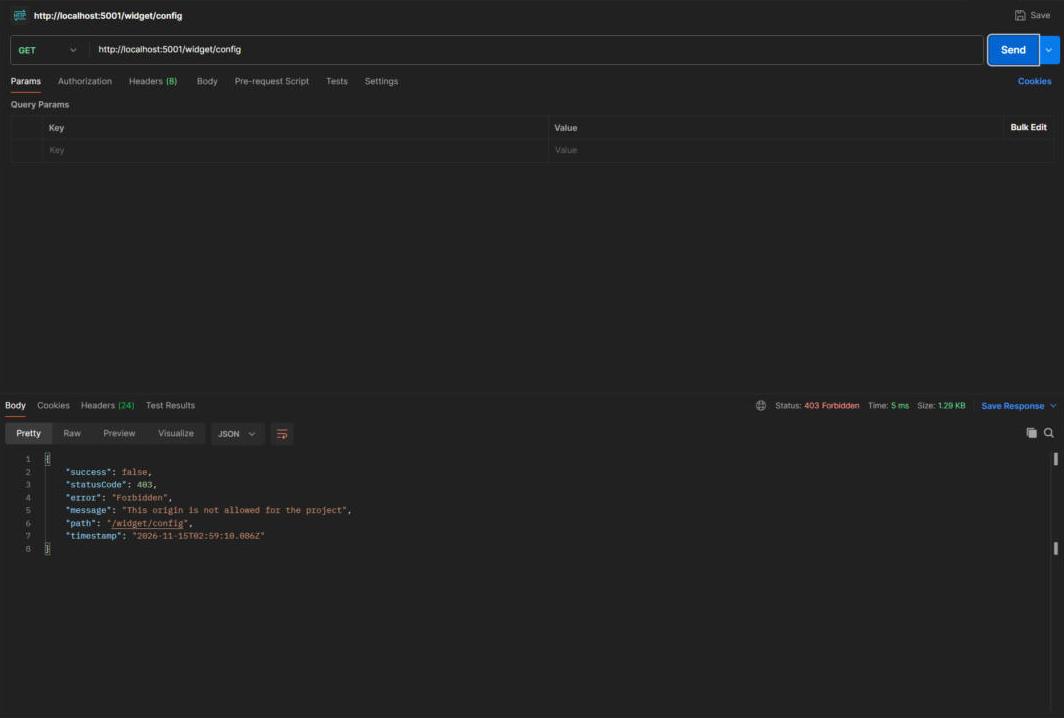 HTTP http://localhost:5001/widget/config Save
GET http://localhost:5001/widget/config Send
Params Authorization Headers (8) Body Pre-request Script Tests Settings Cookies
Query Params
Key Value Bulk Edit
Key Value
Body Cookies Headers (24) Test Results Status: 403 Forbidden Time: 5 ms Size: 1.29 KB Save Response
Pretty Raw Preview Visualize JSON
1 {
2 "success": false,
3 "statusCode": 403,
4 "error": "Forbidden",
5 "message": "This origin is not allowed for the project",
6 "path": "/widget/config",
7 "timestamp": "2026-11-15T02:59:10.086Z"
8 }